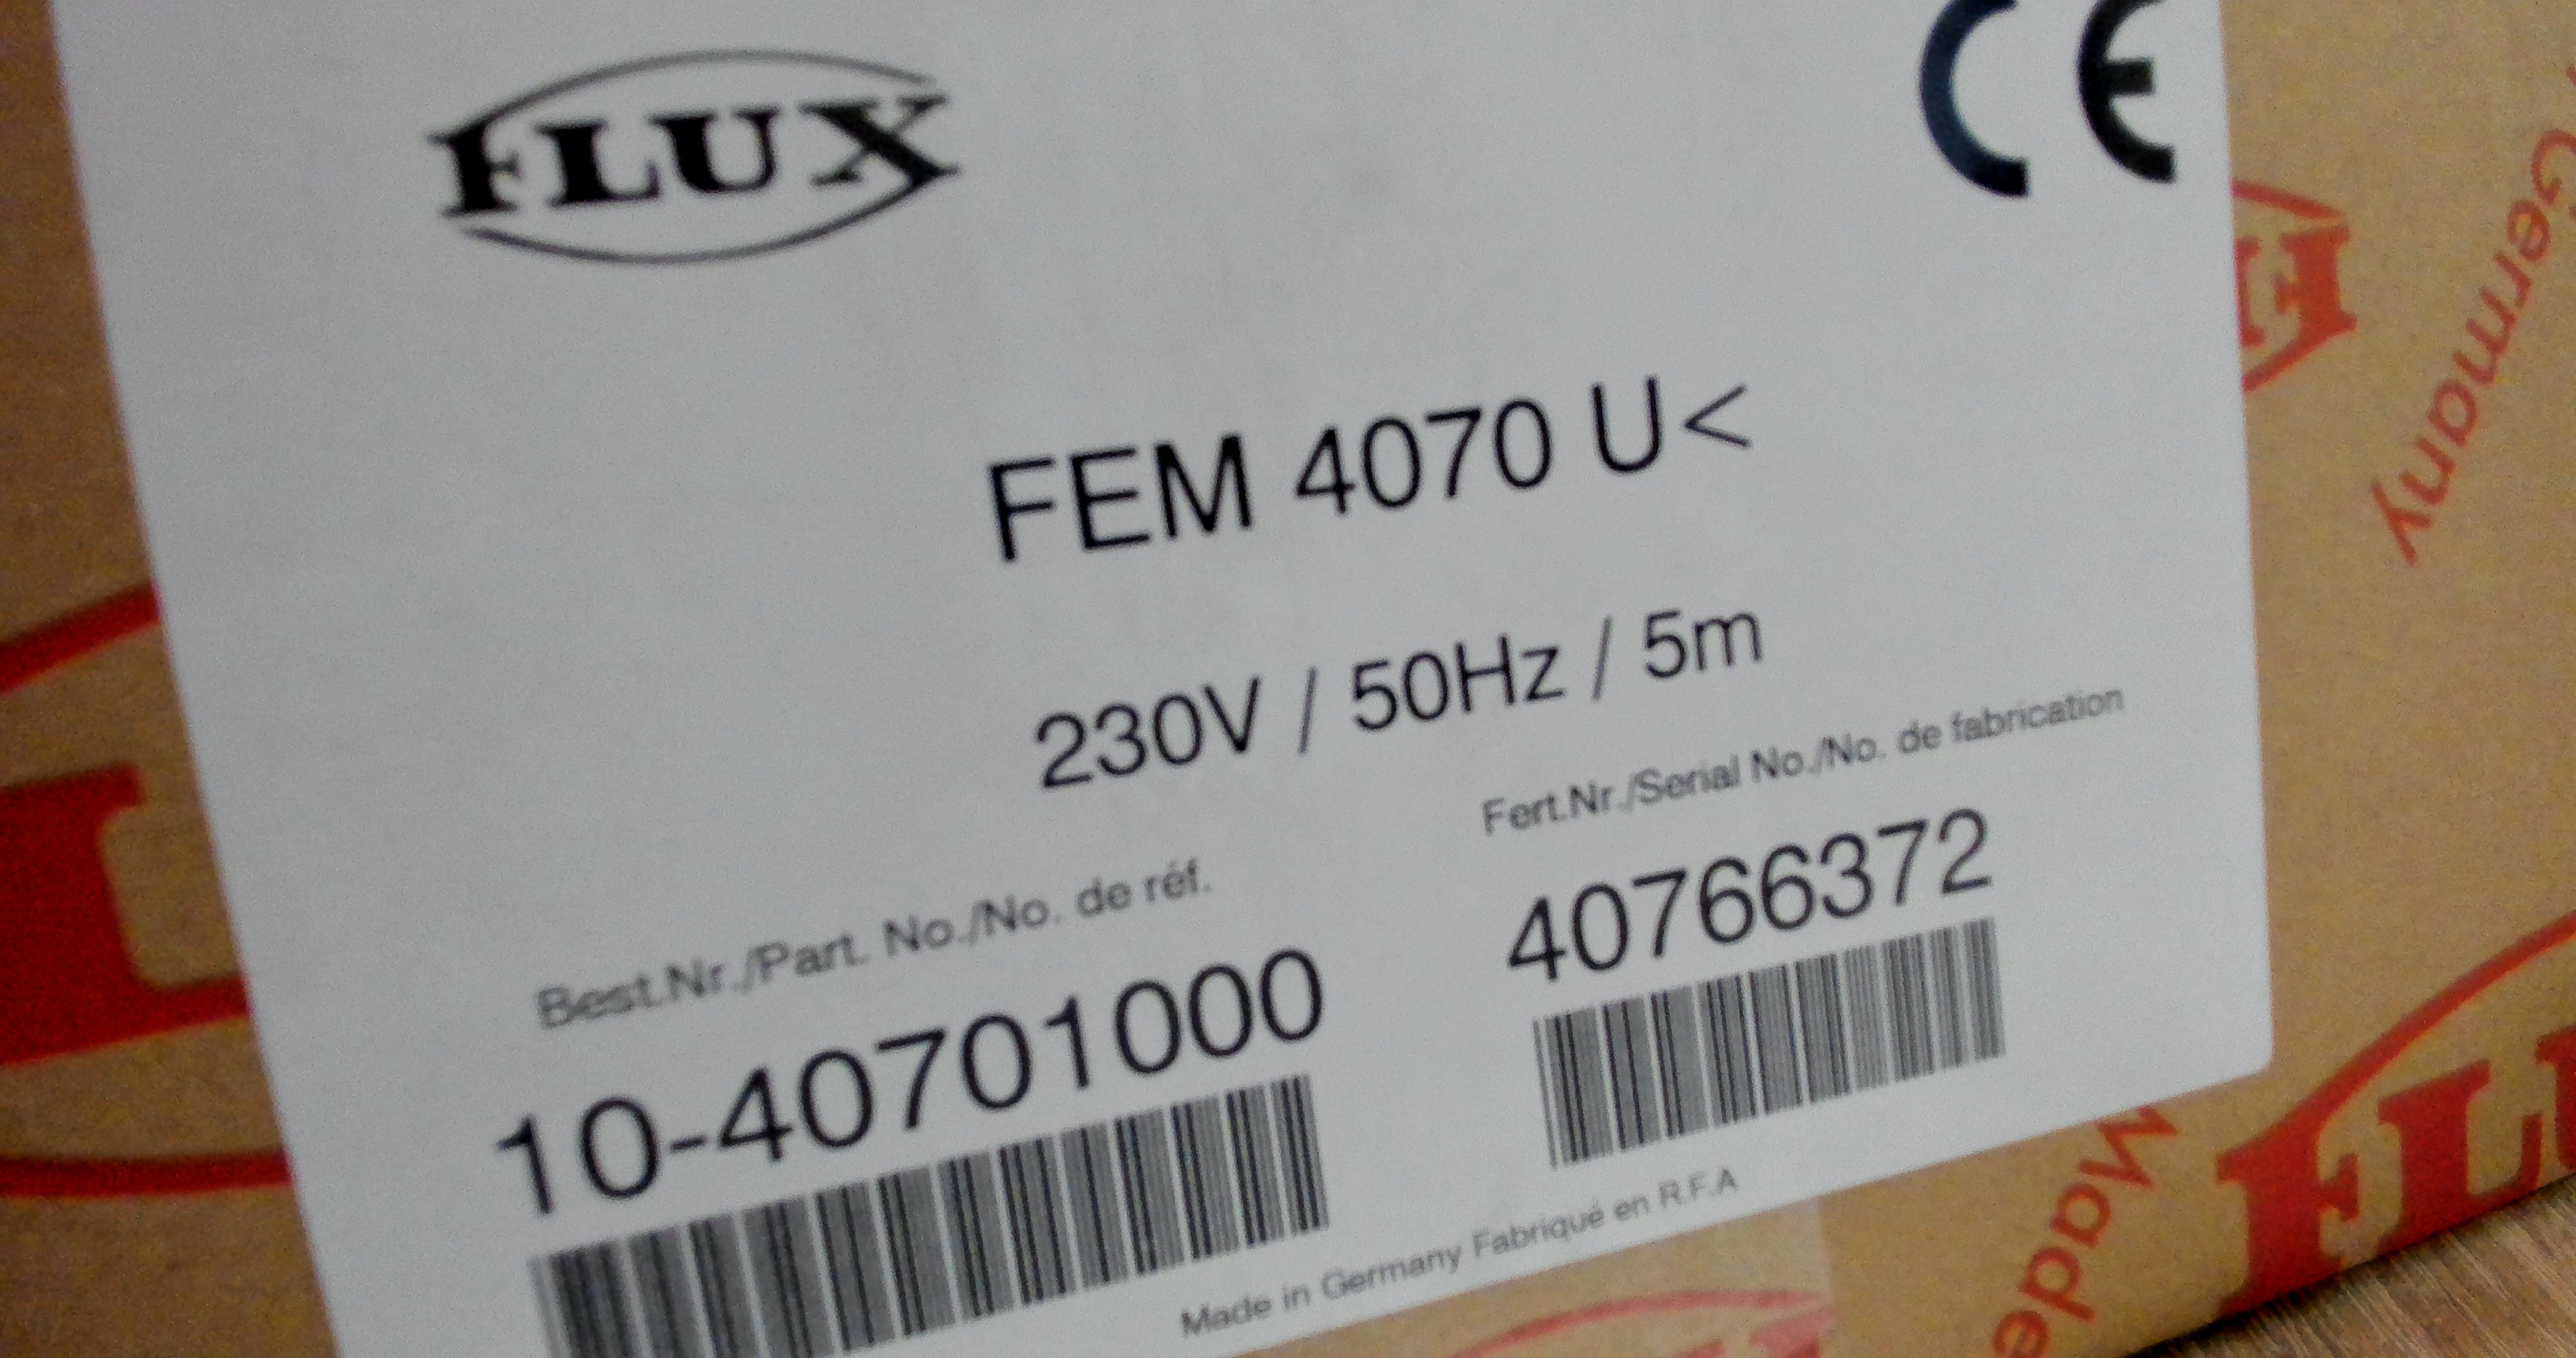 FLUX
CE
FEM 4070 U<
230V / 50Hz / 5m
Fert.Nr./Serial No./No. de fabrication
40766372
Best.Nr./Part. No./No. de réf.
10-40701000
Made in Germany Fabriqué en R.F.A
Germany
Made
FLU